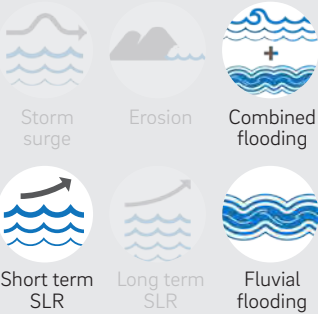 Storm
surge
Erosion
Combined
flooding
Short term
SLR
Long term
SLR
Fluvial
flooding